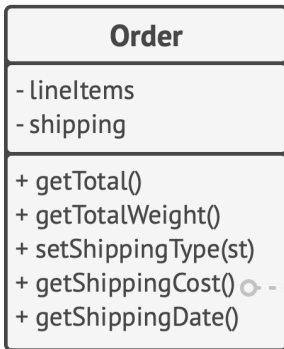 Order
- lineItems
- shipping
+ getTotal()
+ getTotalWeight()
+ setShippingType(st)
+ getShippingCost()
+ getShippingDate()